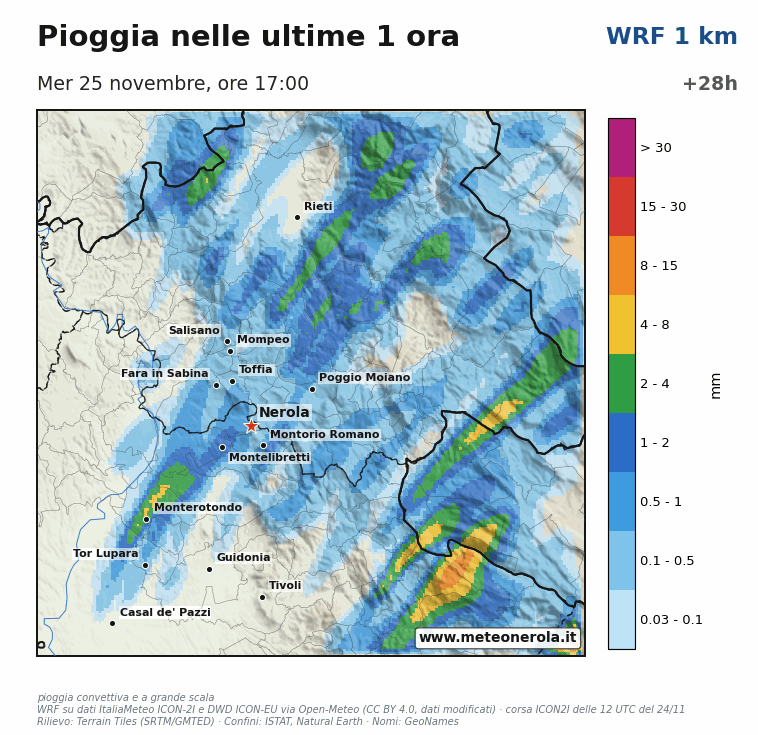 Pioggia nelle ultime 1 ora
WRF 1 km
Mer 25 novembre, ore 17:00
+28h
> 30
15 - 30
8 - 15
4 - 8
2 - 4
1 - 2
0.5 - 1
0.1 - 0.5
0.03 - 0.1
mm
Rieti
Salisano
Mompeo
Fara in Sabina
Toffia
Poggio Moiano
Nerola
Montorio Romano
Montelibretti
Monterotondo
Tor Lupara
Guidonia
Tivoli
Casal de' Pazzi
www.meteonerola.it
pioggia convettiva e a grande scala
WRF su dati ItaliaMeteo ICON-2I e DWD ICON-EU via Open-Meteo (CC BY 4.0, dati modificati) · corsa ICON2I delle 12 UTC del 24/11
Rilievo: Terrain Tiles (SRTM/GMTED) · Confini: ISTAT, Natural Earth · Nomi: GeoNames